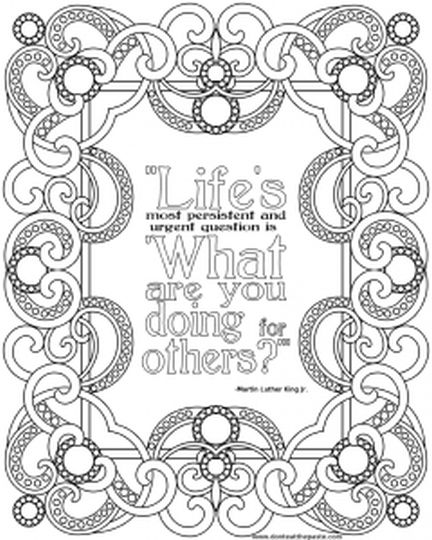 "Life's
most persistent and
urgent question is
'What
are you
doing for
others?'"
-Martin Luther King Jr.
www.donteatthepaste.com